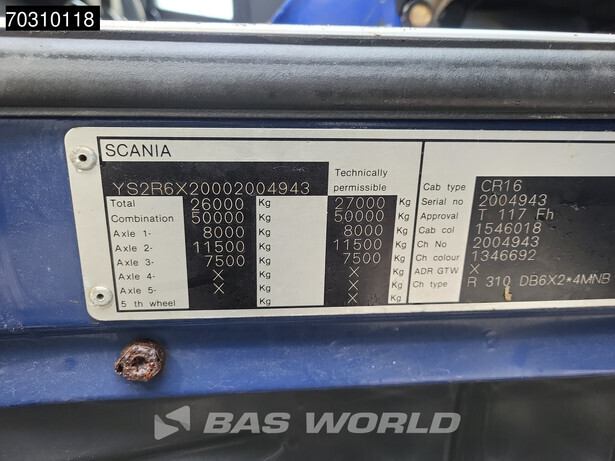 70310118
SCANIA
YS2R6X20002004943
Technically
permissible
Total 26000 Kg 27000 Kg
Combination 50000 Kg 50000 Kg
Axle 1- 8000 Kg 8000 Kg
Axle 2- 11500 Kg 11500 Kg
Axle 3- 7500 Kg 7500 Kg
Axle 4- X Kg X Kg
Axle 5- X Kg X Kg
5 th wheel X Kg X Kg
Cab type CR16
Serial no 2004943
Approval T 117 Fh
Cab col 1546018
Ch No 2004943
Ch colour 1346692
ADR GTW X
Ch type R 310 DB6X2*4MNB
BAS WORLD